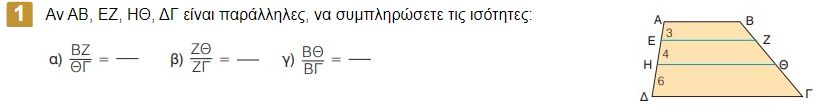 1 Αν ΑΒ, ΕΖ, ΗΘ, ΔΓ είναι παράλληλες, να συμπληρώσετε τις ισότητες:
α) ΒΖ/ΘΓ = — β) ΖΘ/ΖΓ = — γ) ΒΘ/ΒΓ = —
Α Β
3
Ε Ζ
4
Η Θ
6
Δ Γ